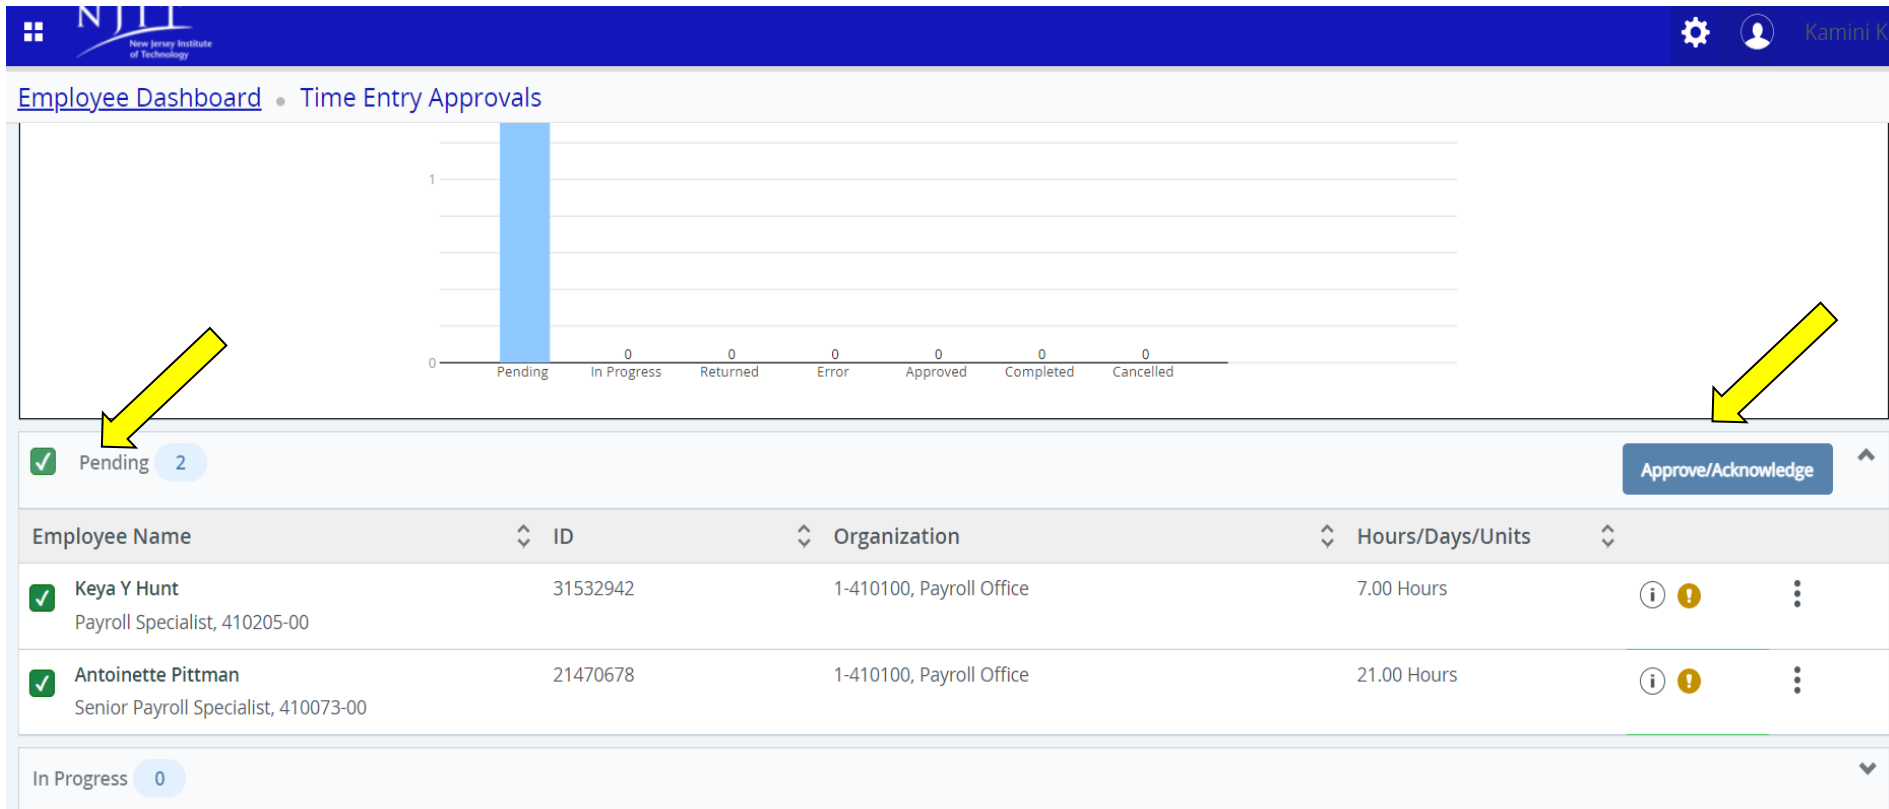 NJIT
New Jersey Institute
of Technology
Kamini K
Employee Dashboard • Time Entry Approvals
1
0
0 0 0 0 0 0
Pending In Progress Returned Error Approved Completed Cancelled
Pending 2
Approve/Acknowledge
Employee Name ID Organization Hours/Days/Units
Keya Y Hunt 31532942 1-410100, Payroll Office 7.00 Hours
Payroll Specialist, 410205-00
Antoinette Pittman 21470678 1-410100, Payroll Office 21.00 Hours
Senior Payroll Specialist, 410073-00
In Progress 0